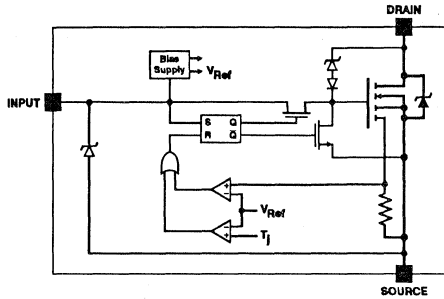 DRAIN
Bias
Supply
VRef
INPUT
S Q
R Q̅
+
−
VRef
−
+
Tj
SOURCE